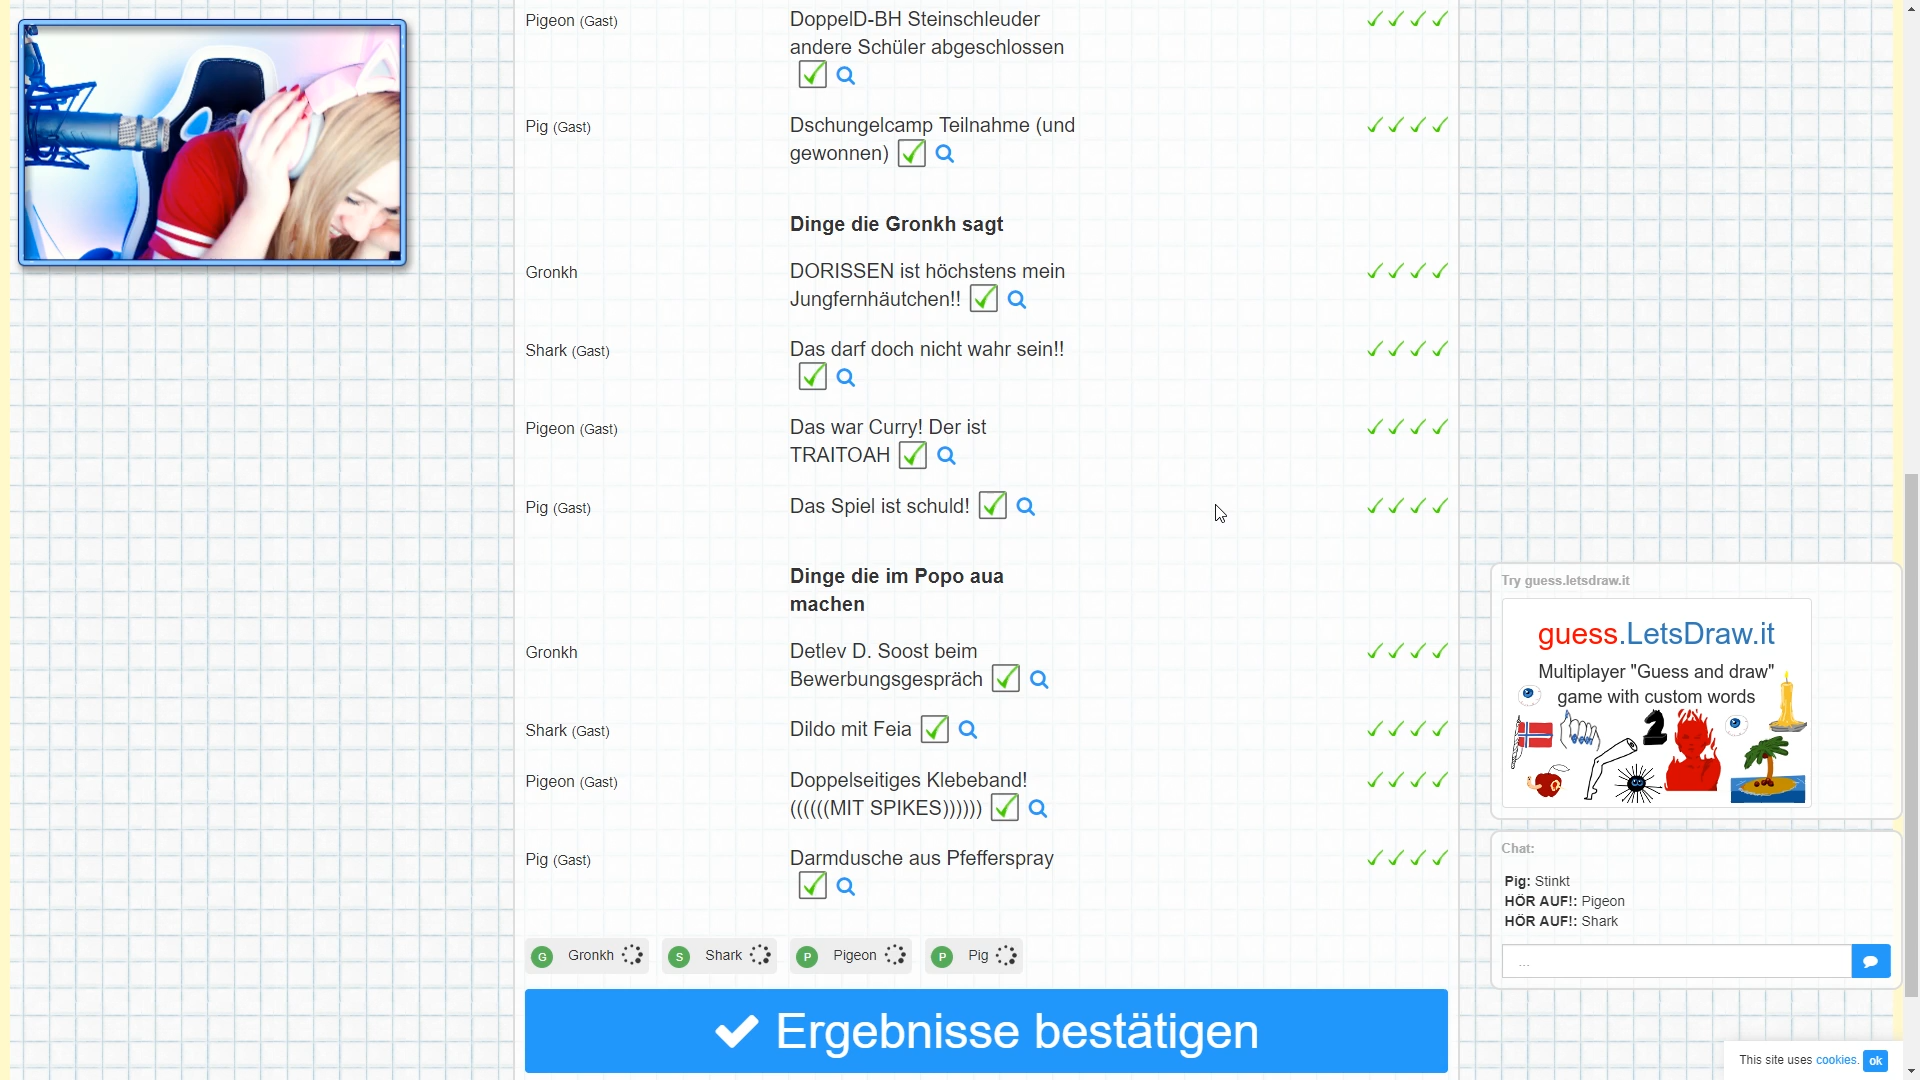 Pigeon (Gast)
DoppelD-BH Steinschleuder
andere Schüler abgeschlossen
Pig (Gast)
Dschungelcamp Teilnahme (und
gewonnen)
Dinge die Gronkh sagt
Gronkh
DORISSEN ist höchstens mein
Jungfernhäutchen!!
Shark (Gast)
Das darf doch nicht wahr sein!!
Pigeon (Gast)
Das war Curry! Der ist
TRAITOAH
Pig (Gast)
Das Spiel ist schuld!
Dinge die im Popo aua
machen
Gronkh
Detlev D. Soost beim
Bewerbungsgespräch
Shark (Gast)
Dildo mit Feia
Pigeon (Gast)
Doppelseitiges Klebeband!
((((((MIT SPIKES))))))
Pig (Gast)
Darmdusche aus Pfefferspray
G Gronkh
S Shark
P Pigeon
P Pig
Ergebnisse bestätigen
Try guess.letsdraw.it
guess.LetsDraw.it
Multiplayer "Guess and draw"
game with custom words
Chat:
Pig: Stinkt
HÖR AUF!: Pigeon
HÖR AUF!: Shark
...
This site uses cookies. ok